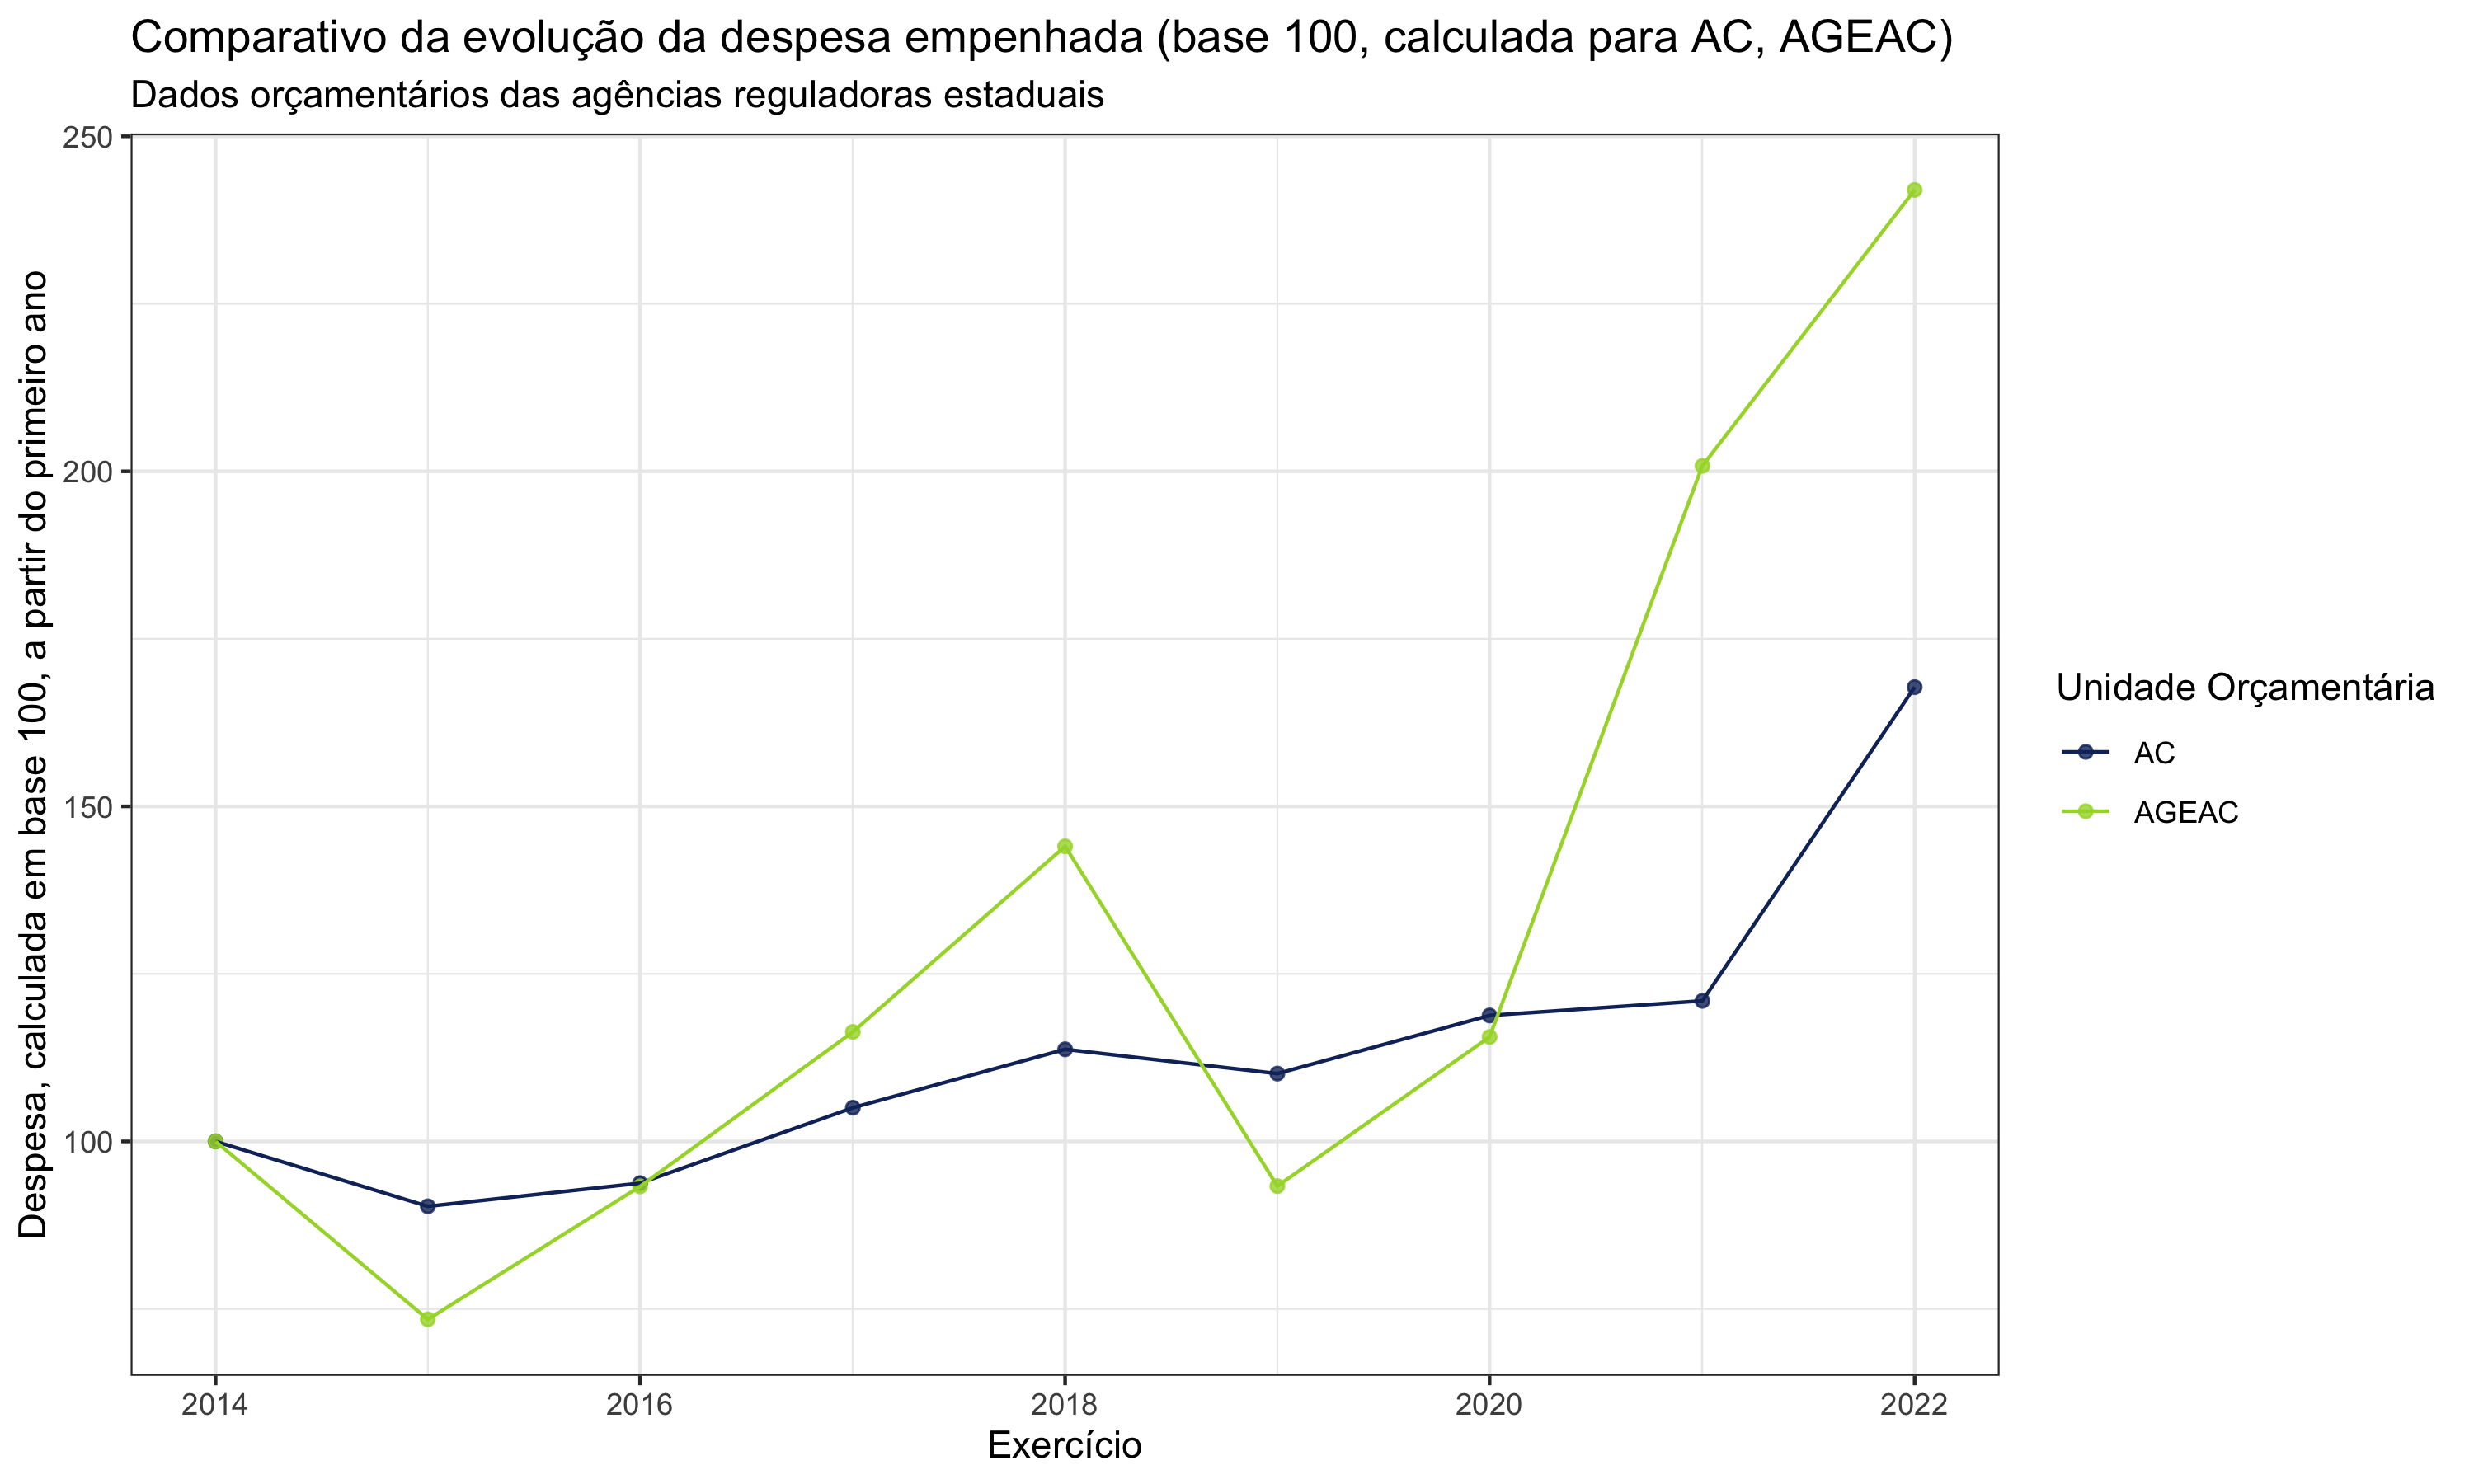 Comparativo da evolução da despesa empenhada (base 100, calculada para AC, AGEAC)
Dados orçamentários das agências reguladoras estaduais
Despesa, calculada em base 100, a partir do primeiro ano
250
200
150
100
2014
2016
2018
2020
2022
Exercício
Unidade Orçamentária
AC
AGEAC